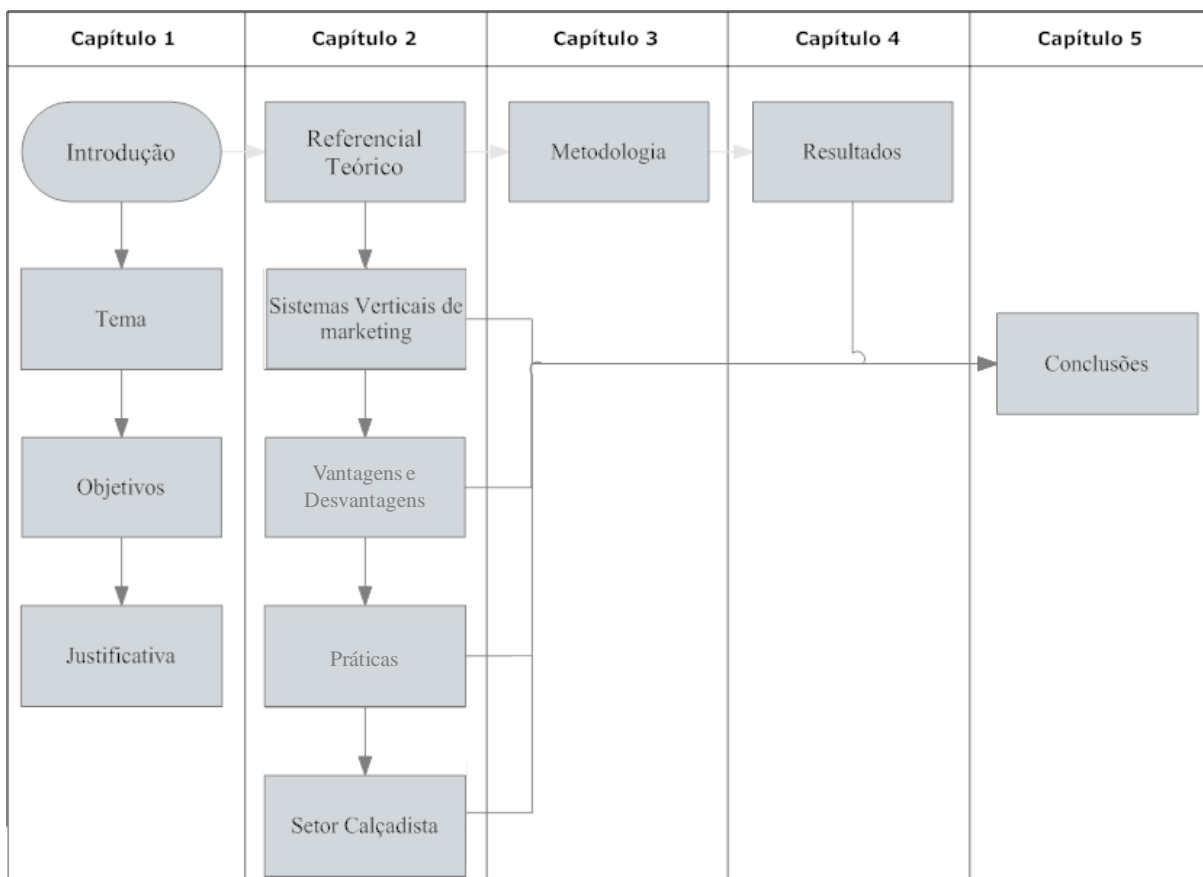 Capítulo 1
Capítulo 2
Capítulo 3
Capítulo 4
Capítulo 5
Introdução
Referencial
Teórico
Metodologia
Resultados
Tema
Sistemas Verticais de
marketing
Conclusões
Objetivos
Vantagens e
Desvantagens
Justificativa
Práticas
Setor Calçadista